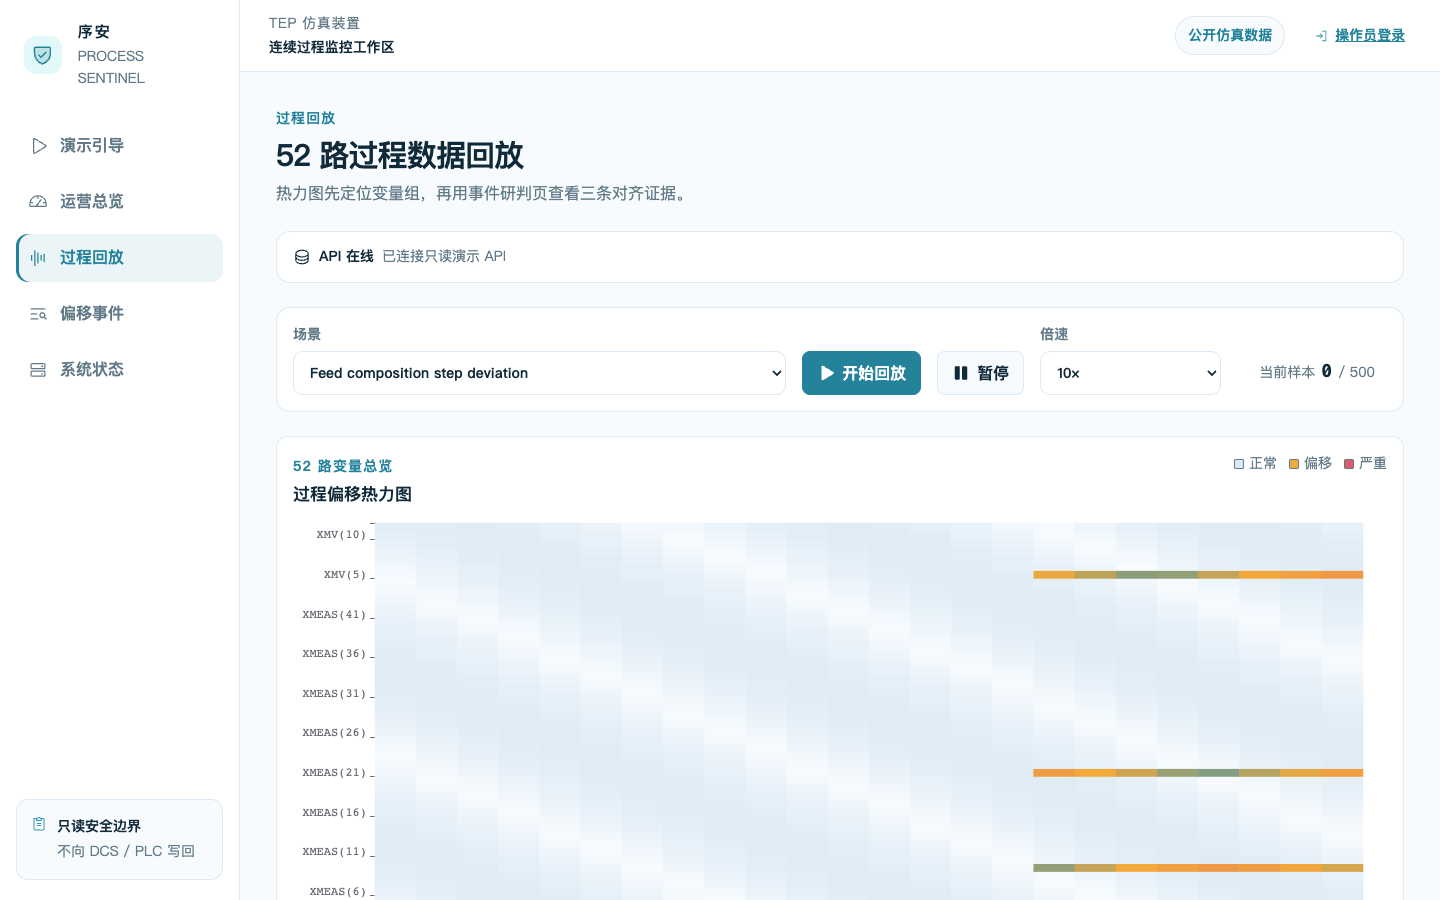 序安
PROCESS
SENTINEL
演示引导
运营总览
过程回放
偏移事件
系统状态
只读安全边界
不向 DCS / PLC 写回
TEP 仿真装置
连续过程监控工作区
公开仿真数据
操作员登录
过程回放
52 路过程数据回放
热力图先定位变量组，再用事件研判页查看三条对齐证据。
API 在线 已连接只读演示 API
场景
Feed composition step deviation
开始回放
暂停
倍速
10×
当前样本 0 / 500
52 路变量总览
过程偏移热力图
正常 偏移 严重
XMV(10)
XMV(5)
XMEAS(41)
XMEAS(36)
XMEAS(31)
XMEAS(26)
XMEAS(21)
XMEAS(16)
XMEAS(11)
XMEAS(6)